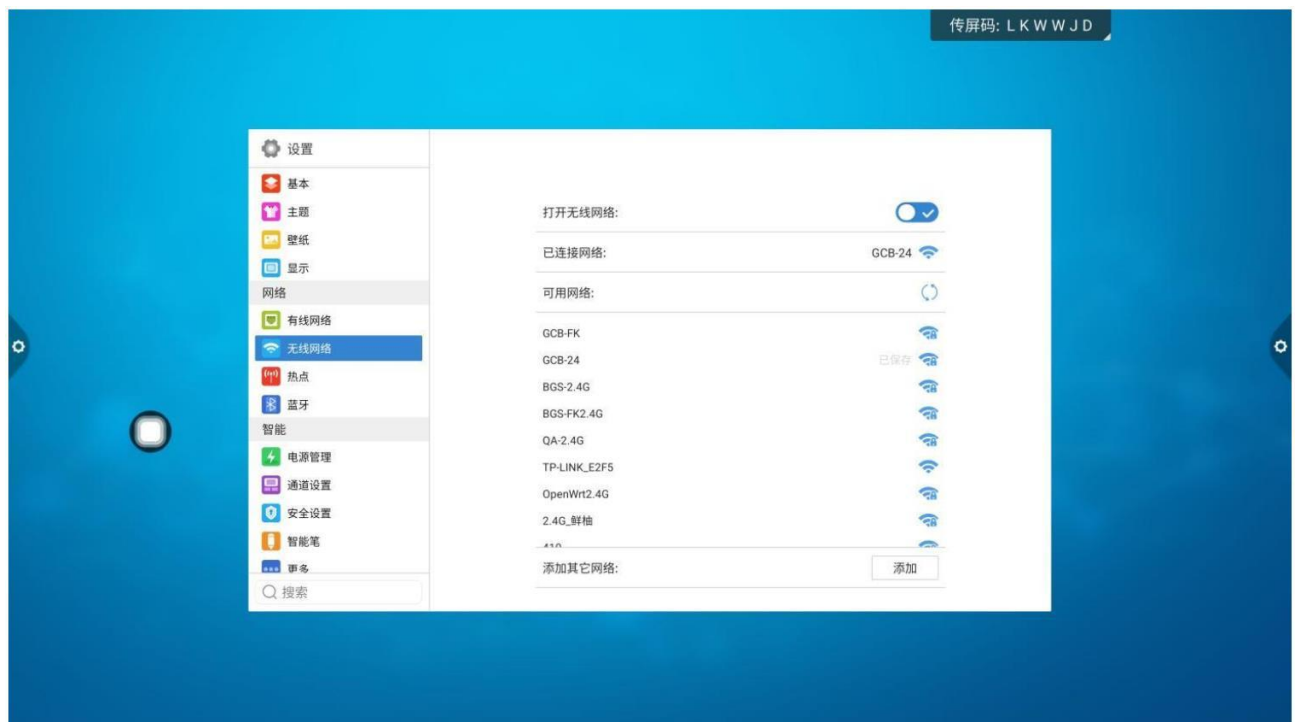 传屏码: L K W W J D
设置
基本
主题
壁纸
显示
网络
有线网络
无线网络
热点
蓝牙
智能
电源管理
通道设置
安全设置
智能笔
更多
搜索
打开无线网络:
已连接网络: GCB-24
可用网络:
GCB-FK
GCB-24 已保存
BGS-2.4G
BGS-FK2.4G
QA-2.4G
TP-LINK_E2F5
OpenWrt2.4G
2.4G_鲜柚
添加其它网络: 添加